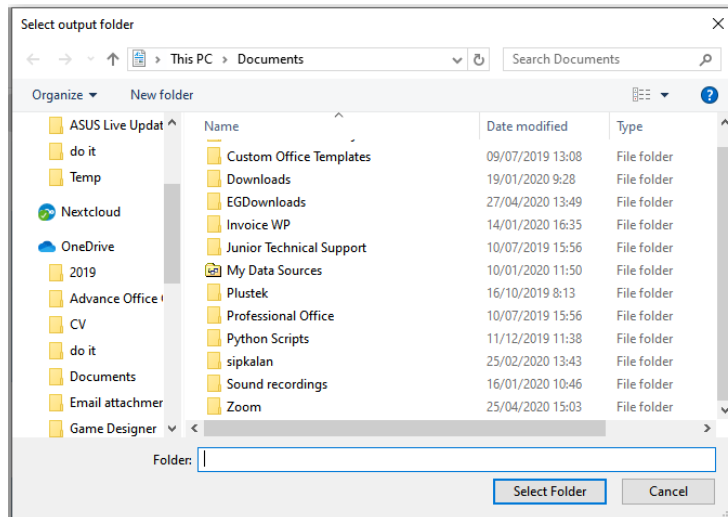 Select output folder
This PC > Documents
Search Documents
Organize
New folder
Name Date modified Type
ASUS Live Updat
do it
Temp
Nextcloud
OneDrive
2019
Advance Office
CV
do it
Documents
Email attachmen
Game Designer
Custom Office Templates 09/07/2019 13:08 File folder
Downloads 19/01/2020 9:28 File folder
EGDownloads 27/04/2020 13:49 File folder
Invoice WP 14/01/2020 16:35 File folder
Junior Technical Support 10/07/2019 15:56 File folder
My Data Sources 10/01/2020 11:50 File folder
Plustek 16/10/2019 8:13 File folder
Professional Office 10/07/2019 15:56 File folder
Python Scripts 11/12/2019 11:38 File folder
sipkalan 25/02/2020 13:43 File folder
Sound recordings 16/01/2020 10:46 File folder
Zoom 25/04/2020 15:03 File folder
Folder:
Select Folder
Cancel